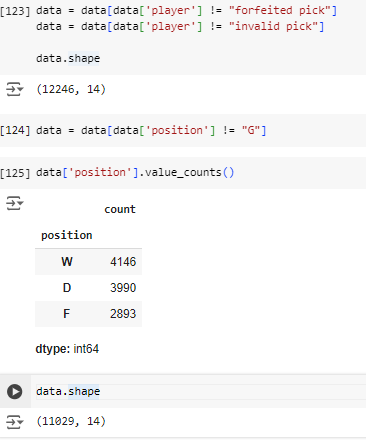 [123] data = data[data['player'] != "forfeited pick"]
data = data[data['player'] != "invalid pick"]
data.shape
(12246, 14)
[124] data = data[data['position'] != "G"]
[125] data['position'].value_counts()
count
position
W 4146
D 3990
F 2893
dtype: int64
data.shape
(11029, 14)